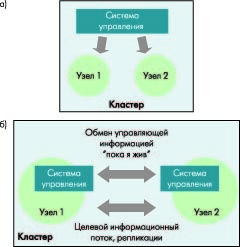 а)
Система
управления
Узел 1
Узел 2
Кластер
б)
Обмен управляющей
информацией
"пока я жив"
Система
управления
Система
управления
Узел 1
Узел 2
Кластер
Целевой информационный
поток, репликации